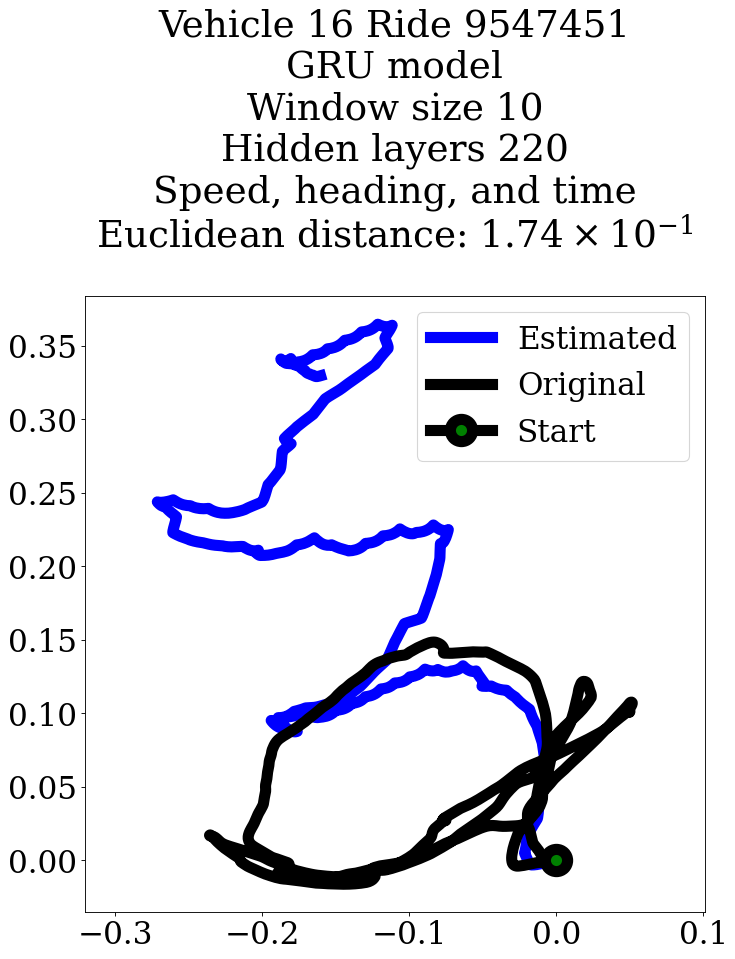 Vehicle 16 Ride 9547451
GRU model
Window size 10
Hidden layers 220
Speed, heading, and time
Euclidean distance: 1.74 × 10⁻¹
Estimated
Original
Start
0.35
0.30
0.25
0.20
0.15
0.10
0.05
0.00
−0.3 −0.2 −0.1 0.0 0.1